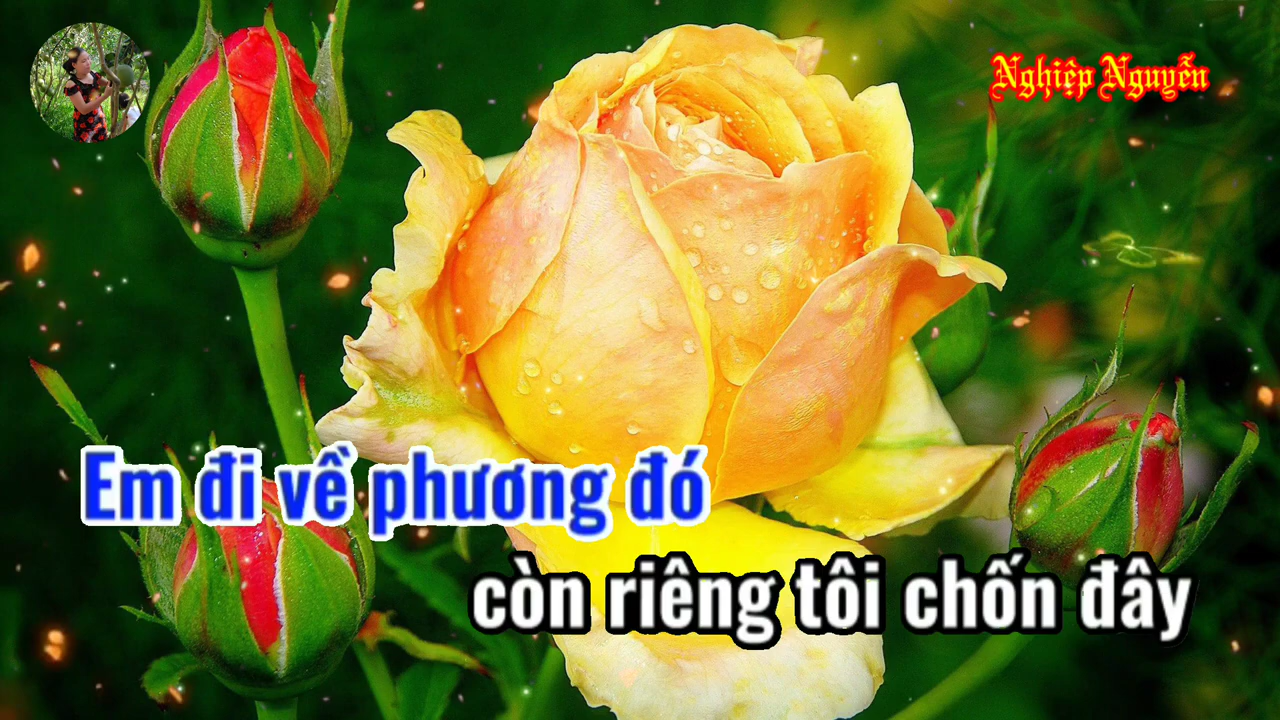 Nghiệp Nguyễn
Em đi về phương đó
còn riêng tôi chốn đây